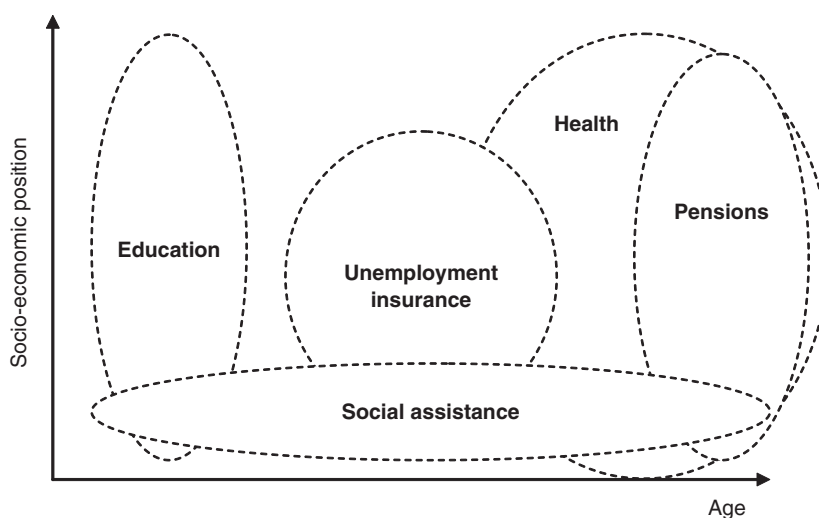 Socio-economic position
Health
Pensions
Education
Unemployment
insurance
Social assistance
Age